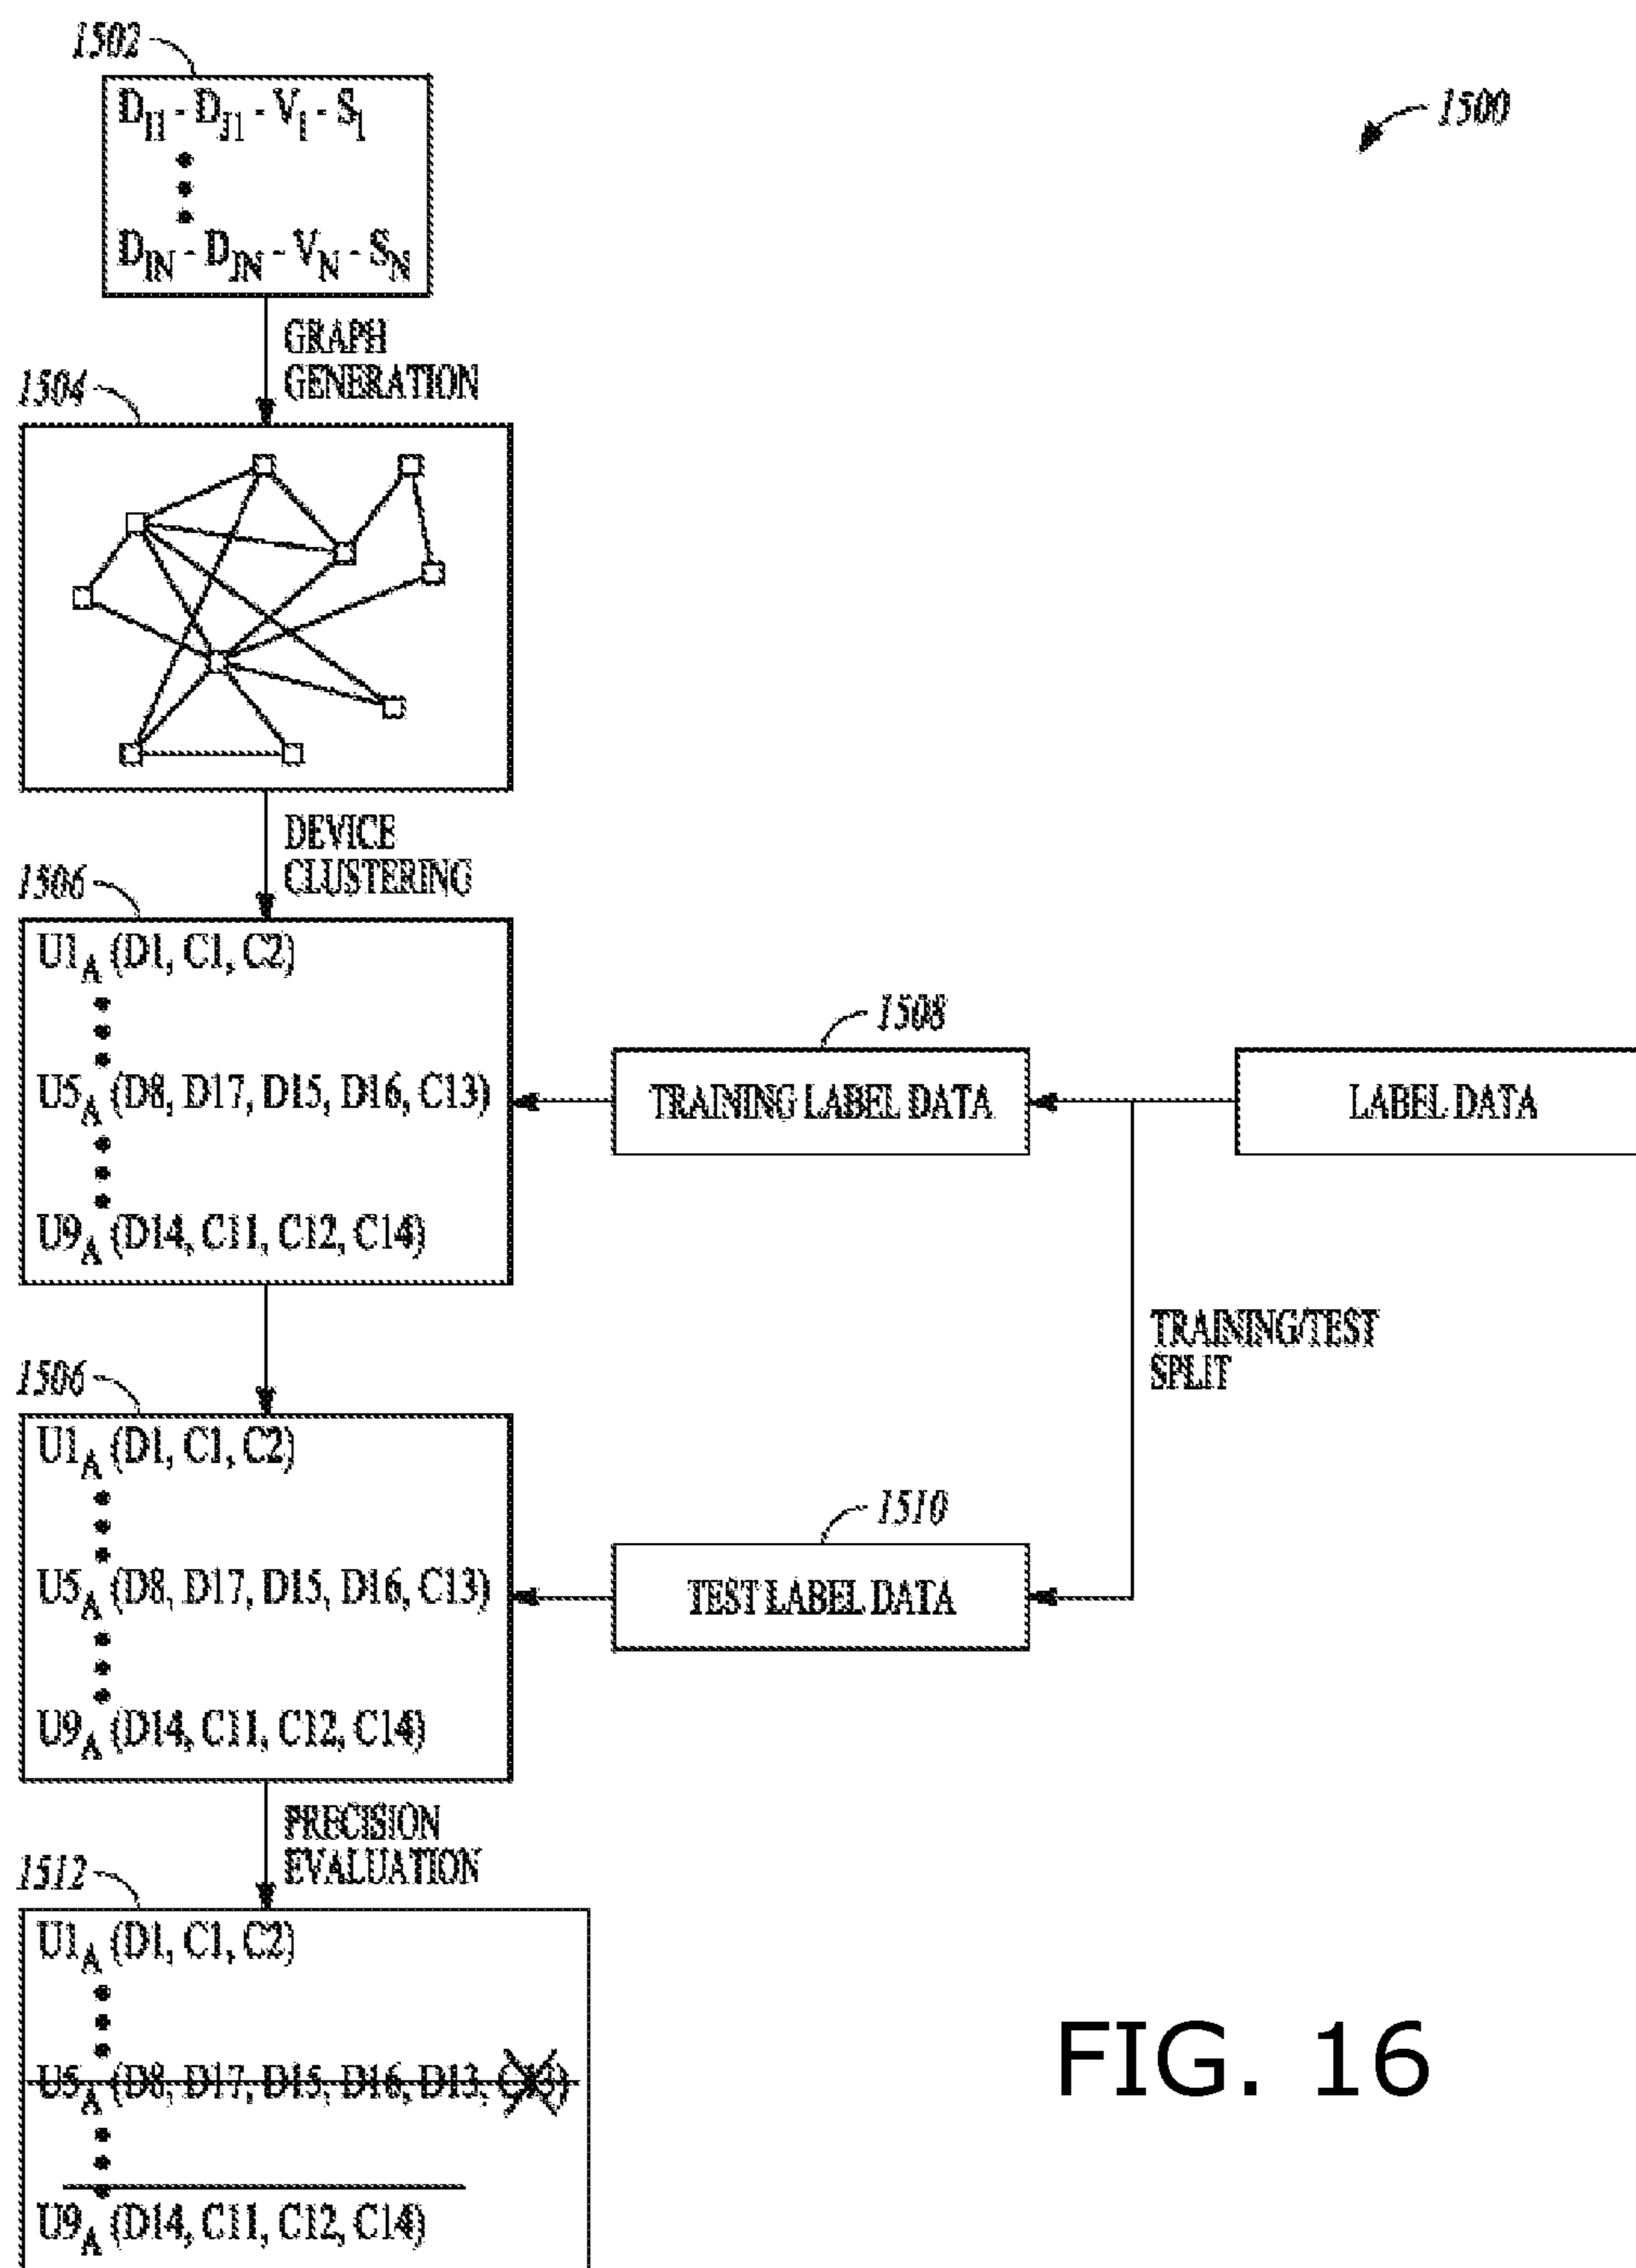 1502
D_I1 - D_J1 - V_1 - S_1
D_IN - D_JN - V_N - S_N
1500
GRAPH
GENERATION
1504
DEVICE
CLUSTERING
1506
U1_A (D1, C1, C2)
U5_A (D8, D17, D15, D16, C13)
U9_A (D14, C11, C12, C14)
1508
TRAINING LABEL DATA
LABEL DATA
TRAINING/TEST
SPLIT
1506
U1_A (D1, C1, C2)
U5_A (D8, D17, D15, D16, C13)
U9_A (D14, C11, C12, C14)
1510
TEST LABEL DATA
PRECISION
EVALUATION
1512
U1_A (D1, C1, C2)
U5_A (D8, D17, D15, D16, D13, C13)
U9_A (D14, C11, C12, C14)
FIG. 16